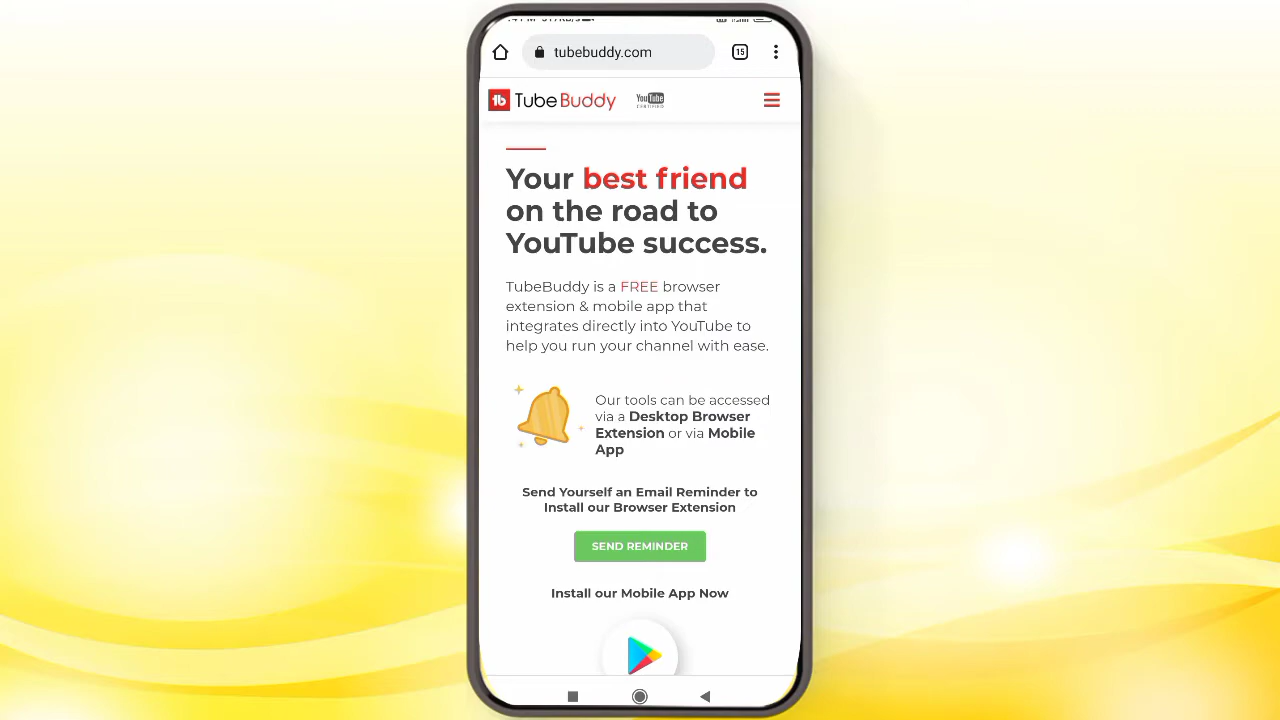 tubebuddy.com
15
tb TubeBuddy YouTube CERTIFIED
Your best friend
on the road to
YouTube success.
TubeBuddy is a FREE browser
extension & mobile app that
integrates directly into YouTube to
help you run your channel with ease.
Our tools can be accessed
via a Desktop Browser
Extension or via Mobile
App
Send Yourself an Email Reminder to
Install our Browser Extension
SEND REMINDER
Install our Mobile App Now